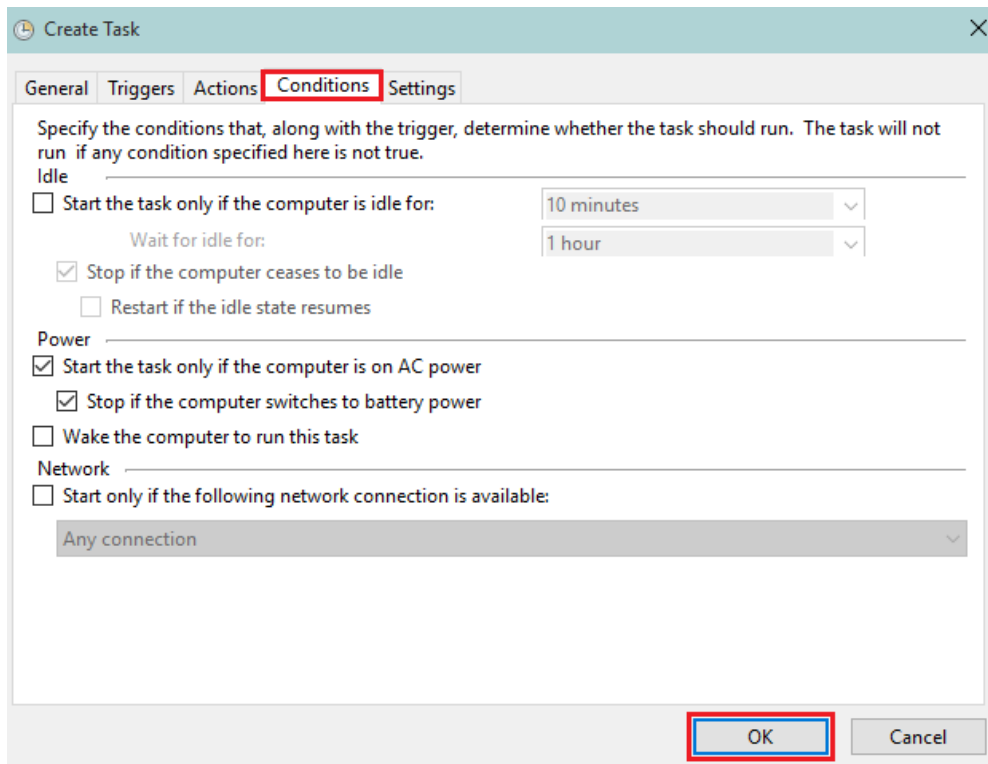 Create Task
General Triggers Actions Conditions Settings
Specify the conditions that, along with the trigger, determine whether the task should run. The task will not
run if any condition specified here is not true.
Idle
Start the task only if the computer is idle for: 10 minutes
Wait for idle for: 1 hour
Stop if the computer ceases to be idle
Restart if the idle state resumes
Power
Start the task only if the computer is on AC power
Stop if the computer switches to battery power
Wake the computer to run this task
Network
Start only if the following network connection is available:
Any connection
OK Cancel